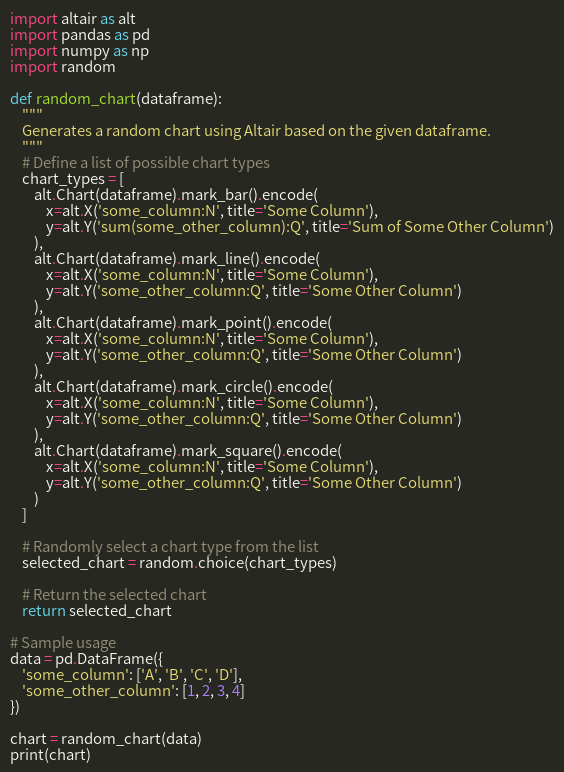 import altair as alt
import pandas as pd
import numpy as np
import random

def random_chart(dataframe):
    """
    Generates a random chart using Altair based on the given dataframe.
    """
    # Define a list of possible chart types
    chart_types = [
        alt.Chart(dataframe).mark_bar().encode(
            x=alt.X('some_column:N', title='Some Column'),
            y=alt.Y('sum(some_other_column):Q', title='Sum of Some Other Column')
        ),
        alt.Chart(dataframe).mark_line().encode(
            x=alt.X('some_column:N', title='Some Column'),
            y=alt.Y('some_other_column:Q', title='Some Other Column')
        ),
        alt.Chart(dataframe).mark_point().encode(
            x=alt.X('some_column:N', title='Some Column'),
            y=alt.Y('some_other_column:Q', title='Some Other Column')
        ),
        alt.Chart(dataframe).mark_circle().encode(
            x=alt.X('some_column:N', title='Some Column'),
            y=alt.Y('some_other_column:Q', title='Some Other Column')
        ),
        alt.Chart(dataframe).mark_square().encode(
            x=alt.X('some_column:N', title='Some Column'),
            y=alt.Y('some_other_column:Q', title='Some Other Column')
        )
    ]

    # Randomly select a chart type from the list
    selected_chart = random.choice(chart_types)

    # Return the selected chart
    return selected_chart

# Sample usage
data = pd.DataFrame({
    'some_column': ['A', 'B', 'C', 'D'],
    'some_other_column': [1, 2, 3, 4]
})

chart = random_chart(data)
print(chart)